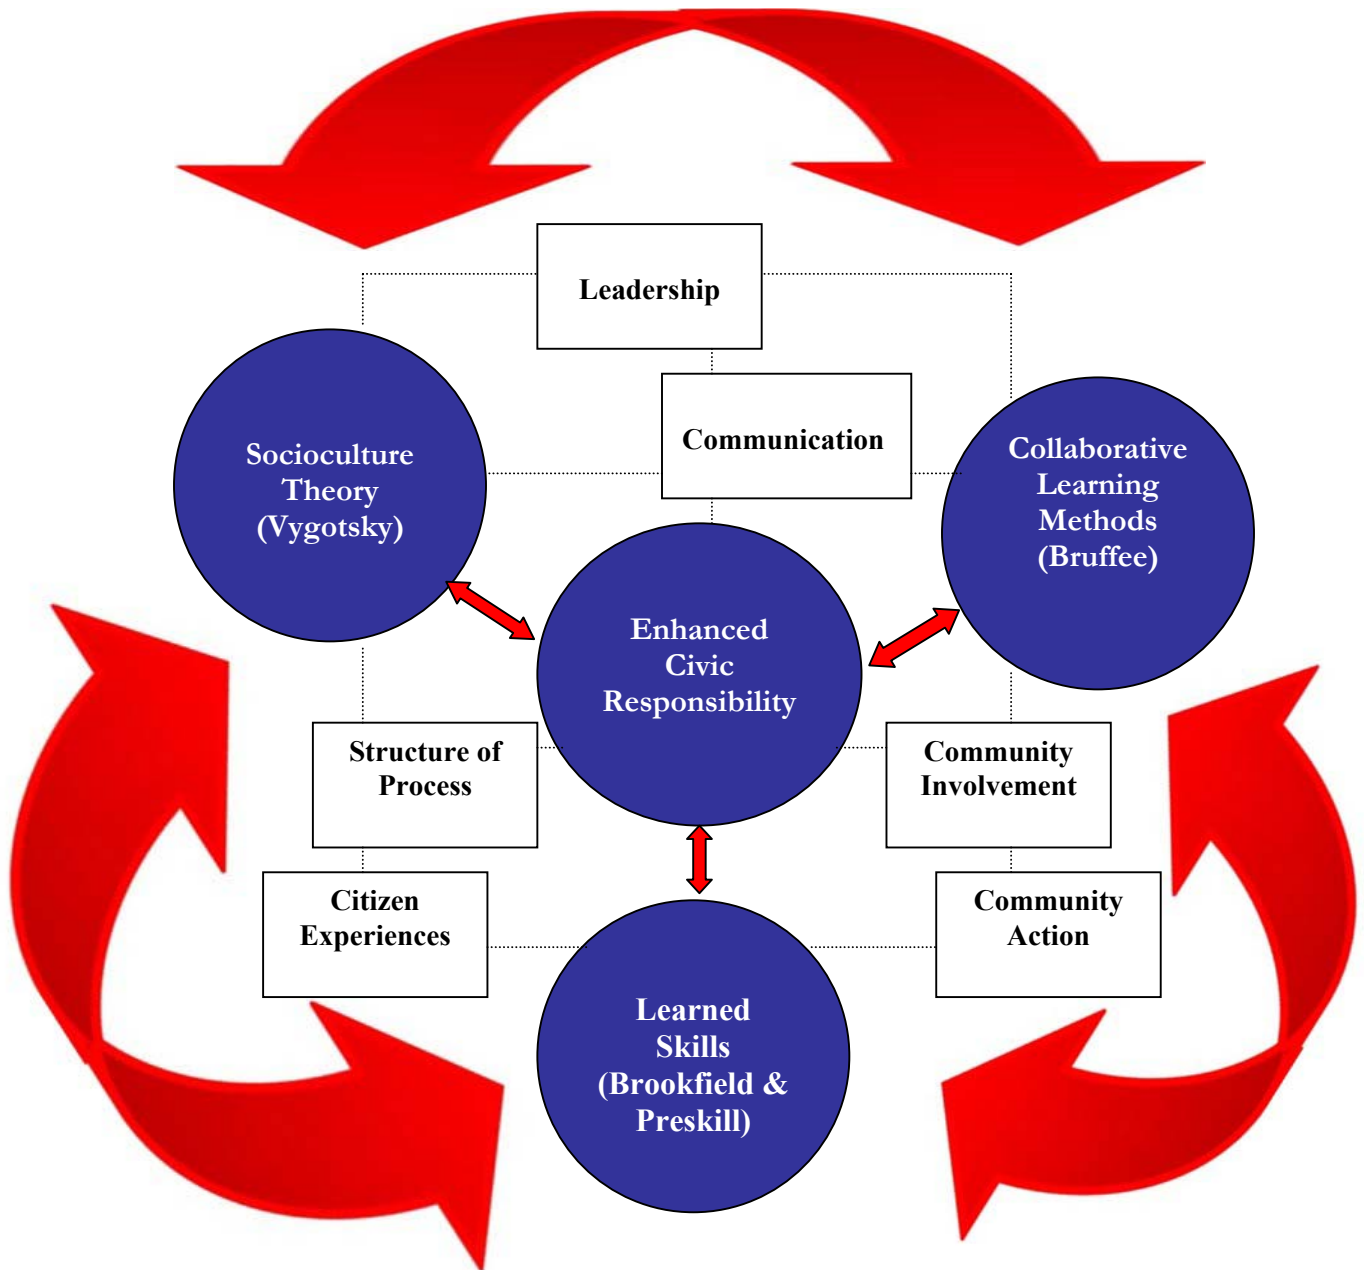 Leadership
Communication
Socioculture
Theory
(Vygotsky)
Collaborative
Learning
Methods
(Bruffee)
Enhanced
Civic
Responsibility
Structure of
Process
Community
Involvement
Citizen
Experiences
Community
Action
Learned
Skills
(Brookfield &
Preskill)